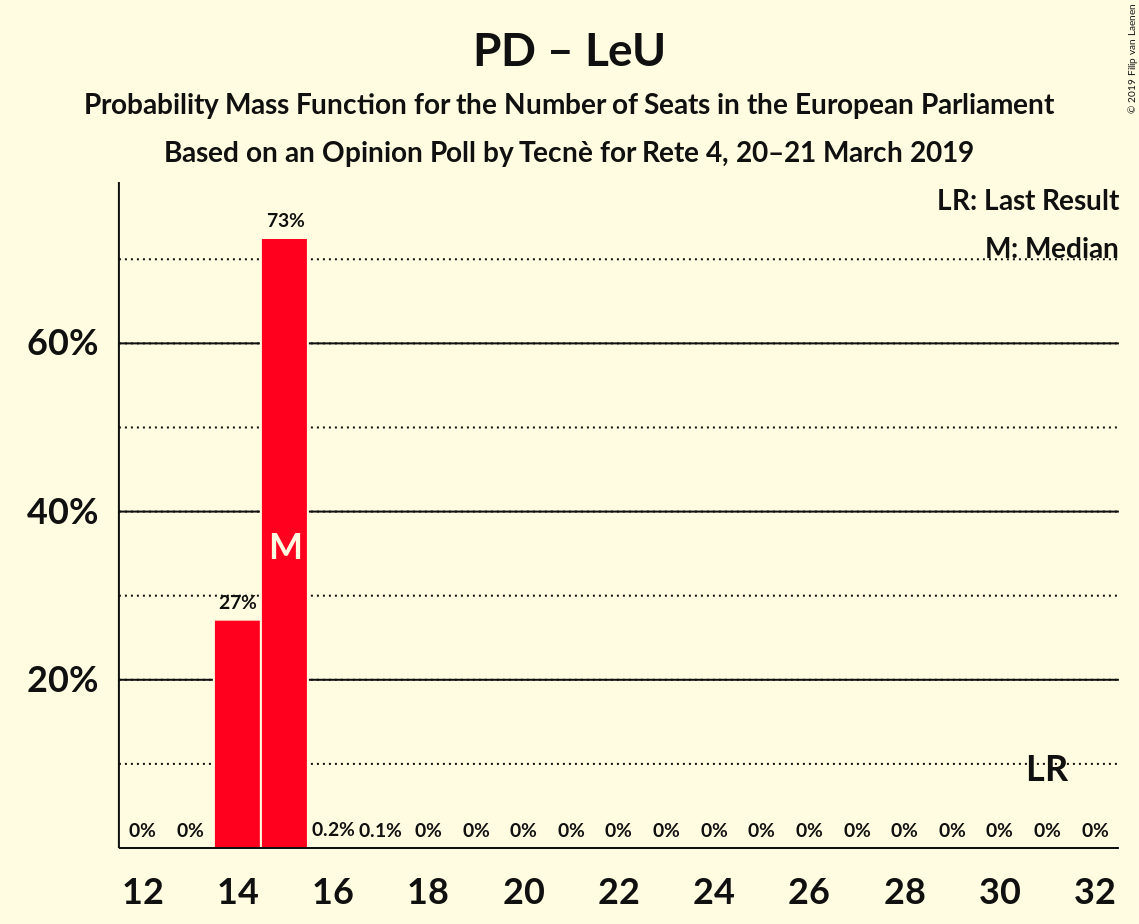 © 2019 Filip van Laenen
PD – LeU
Probability Mass Function for the Number of Seats in the European Parliament
Based on an Opinion Poll by Tecnè for Rete 4, 20–21 March 2019
LR: Last Result
M: Median
73%
60%
40%
M
27%
20%
LR
0% 0% 0.2% 0.1% 0% 0% 0% 0% 0% 0% 0% 0% 0% 0% 0% 0% 0% 0% 0%
12 14 16 18 20 22 24 26 28 30 32